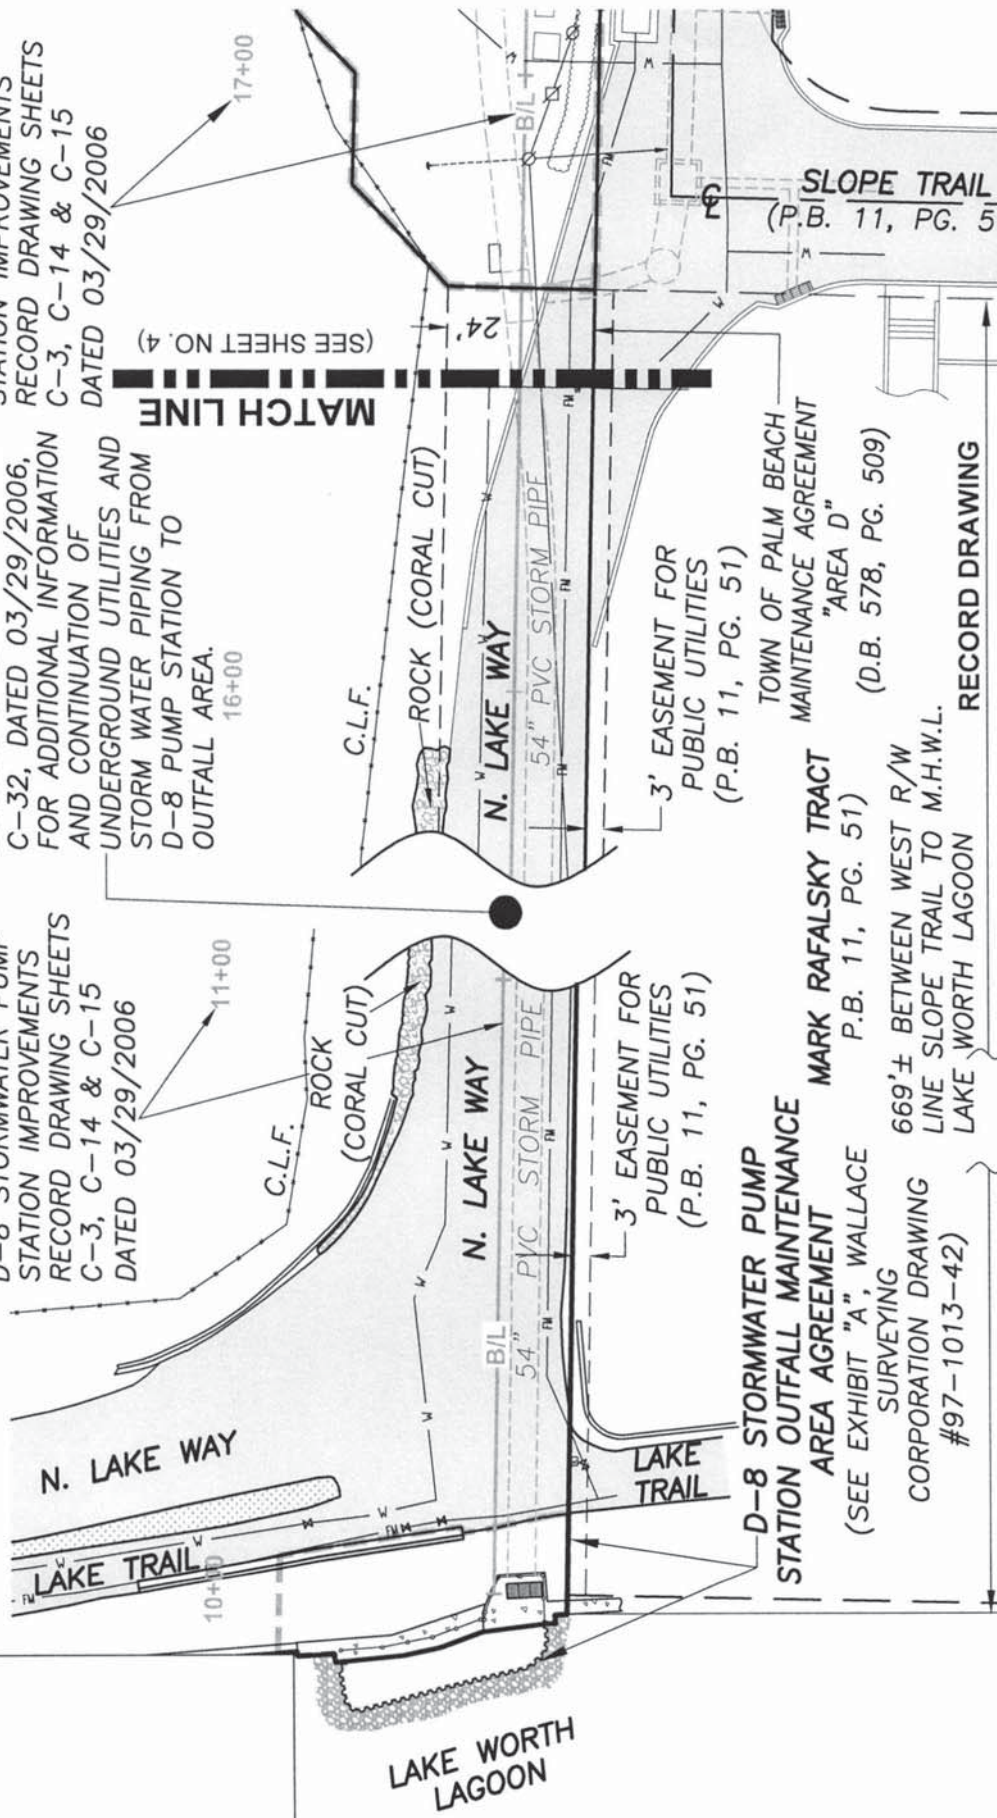 D-8 STORMWATER PUMP
STATION IMPROVEMENTS
RECORD DRAWING SHEETS
C-3, C-14 & C-15
DATED 03/29/2006
11+00
C-32, DATED 03/29/2006,
FOR ADDITIONAL INFORMATION
AND CONTINUATION OF
UNDERGROUND UTILITIES AND
STORM WATER PIPING FROM
D-8 PUMP STATION TO
OUTFALL AREA.
16+00
STATION IMPROVEMENTS
RECORD DRAWING SHEETS
C-3, C-14 & C-15
DATED 03/29/2006
17+00
MATCH LINE
(SEE SHEET NO. 4)
24'
C.L.F.
ROCK
(CORAL CUT)
C.L.F.
ROCK (CORAL CUT)
N. LAKE WAY
LAKE TRAIL
10+00
N. LAKE WAY
N. LAKE WAY
B/L
B/L
54" PVC STORM PIPE
54" PVC STORM PIPE
W
W
W
W
W
W
W
W
W
W
W
FM
FM
FM
FM
FM
FM
FM
FM
LAKE
TRAIL
LAKE WORTH
LAGOON
3' EASEMENT FOR
PUBLIC UTILITIES
(P.B. 11, PG. 51)
3' EASEMENT FOR
PUBLIC UTILITIES
(P.B. 11, PG. 51)
SLOPE TRAIL
(P.B. 11, PG. 5
TOWN OF PALM BEACH
MAINTENANCE AGREEMENT
"AREA D"
(D.B. 578, PG. 509)
D-8 STORMWATER PUMP
STATION OUTFALL MAINTENANCE
AREA AGREEMENT
(SEE EXHIBIT "A", WALLACE
SURVEYING
CORPORATION DRAWING
#97-1013-42)
MARK RAFALSKY TRACT
P.B. 11, PG. 51)
669'± BETWEEN WEST R/W
LINE SLOPE TRAIL TO M.H.W.L.
LAKE WORTH LAGOON
RECORD DRAWING